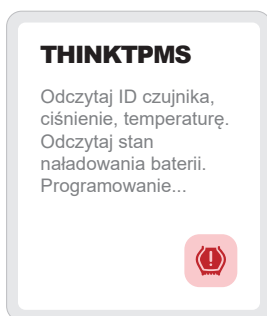 THINKTPMS
Odczytaj ID czujnika,
ciśnienie, temperaturę.
Odczytaj stan
naładowania baterii.
Programowanie...